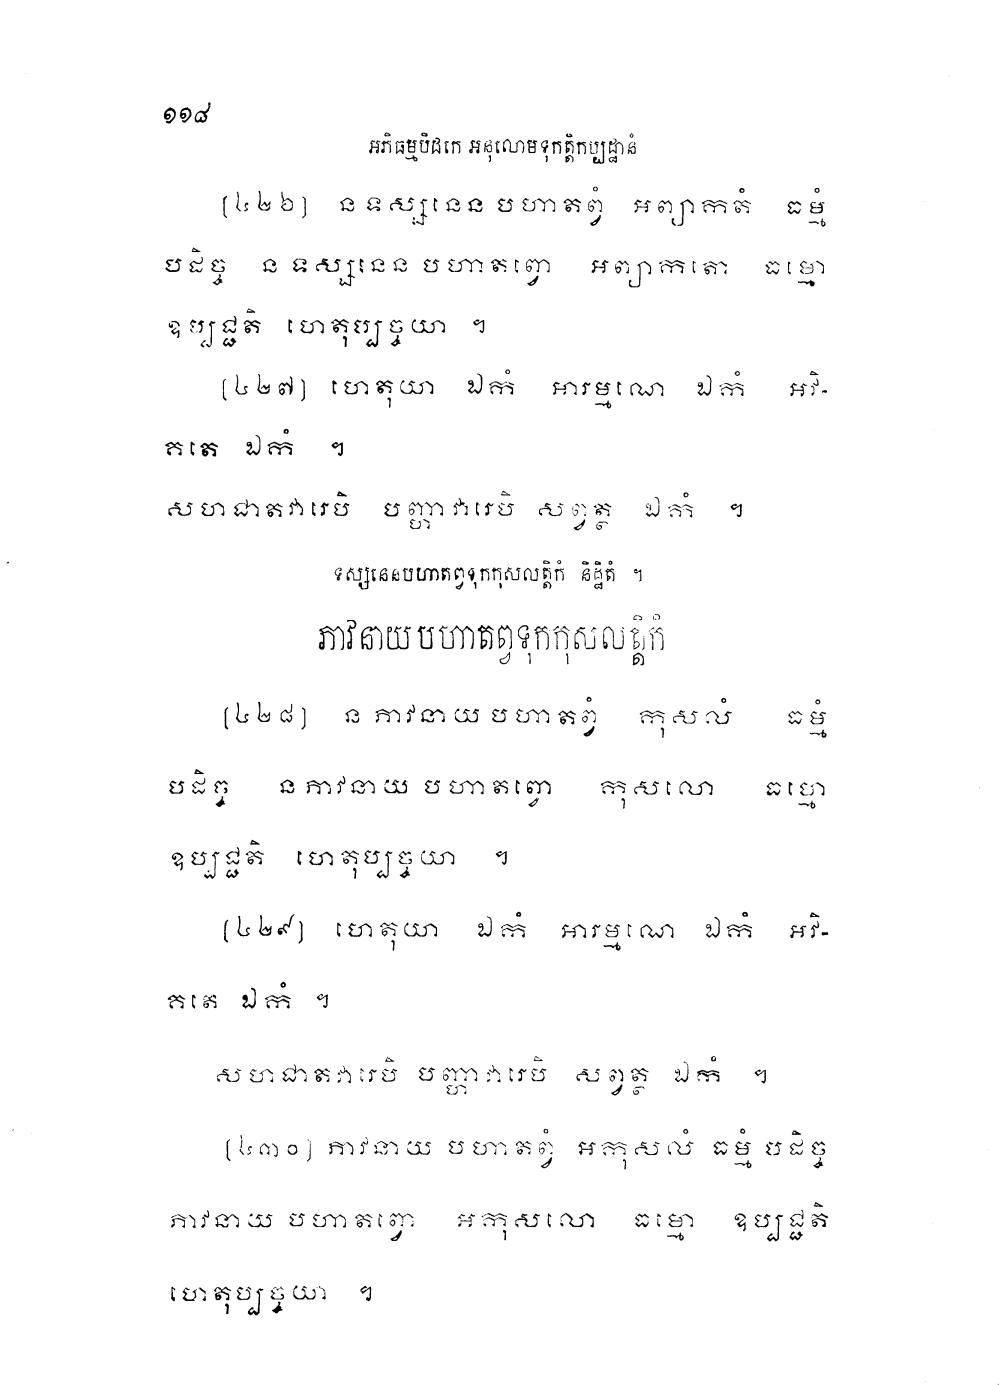 ១១៨
អភិធម្មបិដកេ អនុលោមទុកត្តិកប្បដ្ឋានំ
(៤២៦) ន ទស្សនេន បហាតព្វំ អព្យាកតំ ធម្មំ
បដិច្ច ន ទស្សនេន បហាតព្វោ អព្យាកតោ ធម្មោ
ឧប្បជ្ជតិ ហេតុប្បច្ចយា ។
(៤២៧) ហេតុយា ឯកំ អារម្មណេ ឯកំ អវិ-
គតេ ឯកំ ។
សហជាតវារេបិ បញ្ហាវារេបិ សព្វត្ថ ឯកំ ។
ទស្សនេនបហាតព្វទុកកុសលត្តិកំ និដ្ឋិតំ ។
ភាវនាយបហាតព្វទុកកុសលត្តិកំ
(៤២៨) ន ភាវនាយ បហាតព្វំ កុសលំ ធម្មំ
បដិច្ច ន ភាវនាយ បហាតព្វោ កុសលោ ធម្មោ
ឧប្បជ្ជតិ ហេតុប្បច្ចយា ។
(៤២៩) ហេតុយា ឯកំ អារម្មណេ ឯកំ អវិ-
គតេ ឯកំ ។
សហជាតវារេបិ បញ្ហាវារេបិ សព្វត្ថ ឯកំ ។
(៤៣០) ភាវនាយ បហាតព្វំ អកុសលំ ធម្មំ បដិច្ច
ភាវនាយ បហាតព្វោ អកុសលោ ធម្មោ ឧប្បជ្ជតិ
ហេតុប្បច្ចយា ។